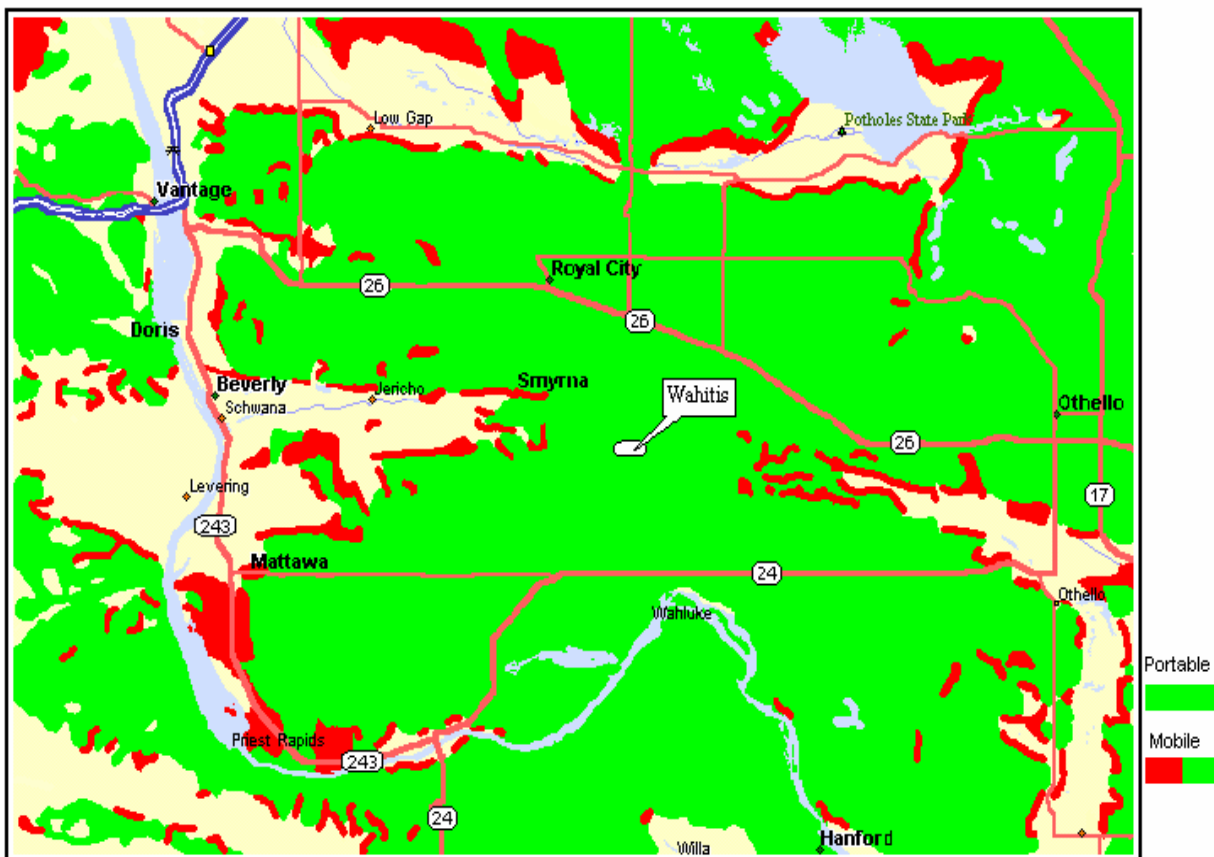 Low Gap
Potholes State Park
Vantage
Royal City
26
26
Doris
Smyrna
Beverly
Jericho
Wahitis
Schwana
Othello
26
Levering
17
243
Mattawa
24
Othello
Wahluke
Portable
Priest Rapids
Mobile
243
24
Hanford
Willa